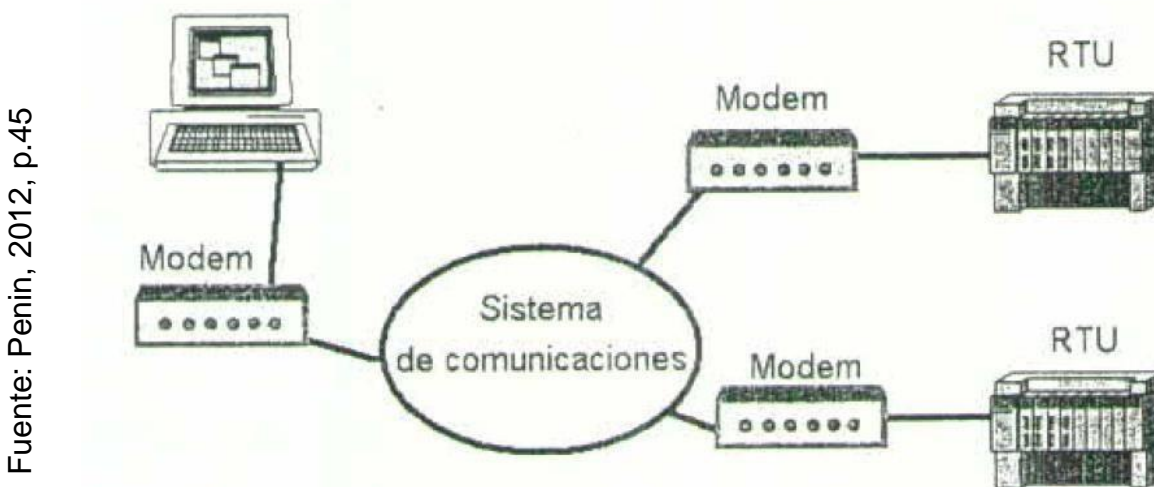 Fuente: Penin, 2012, p.45
RTU
Modem
Modem
Sistema
de comunicaciones
RTU
Modem